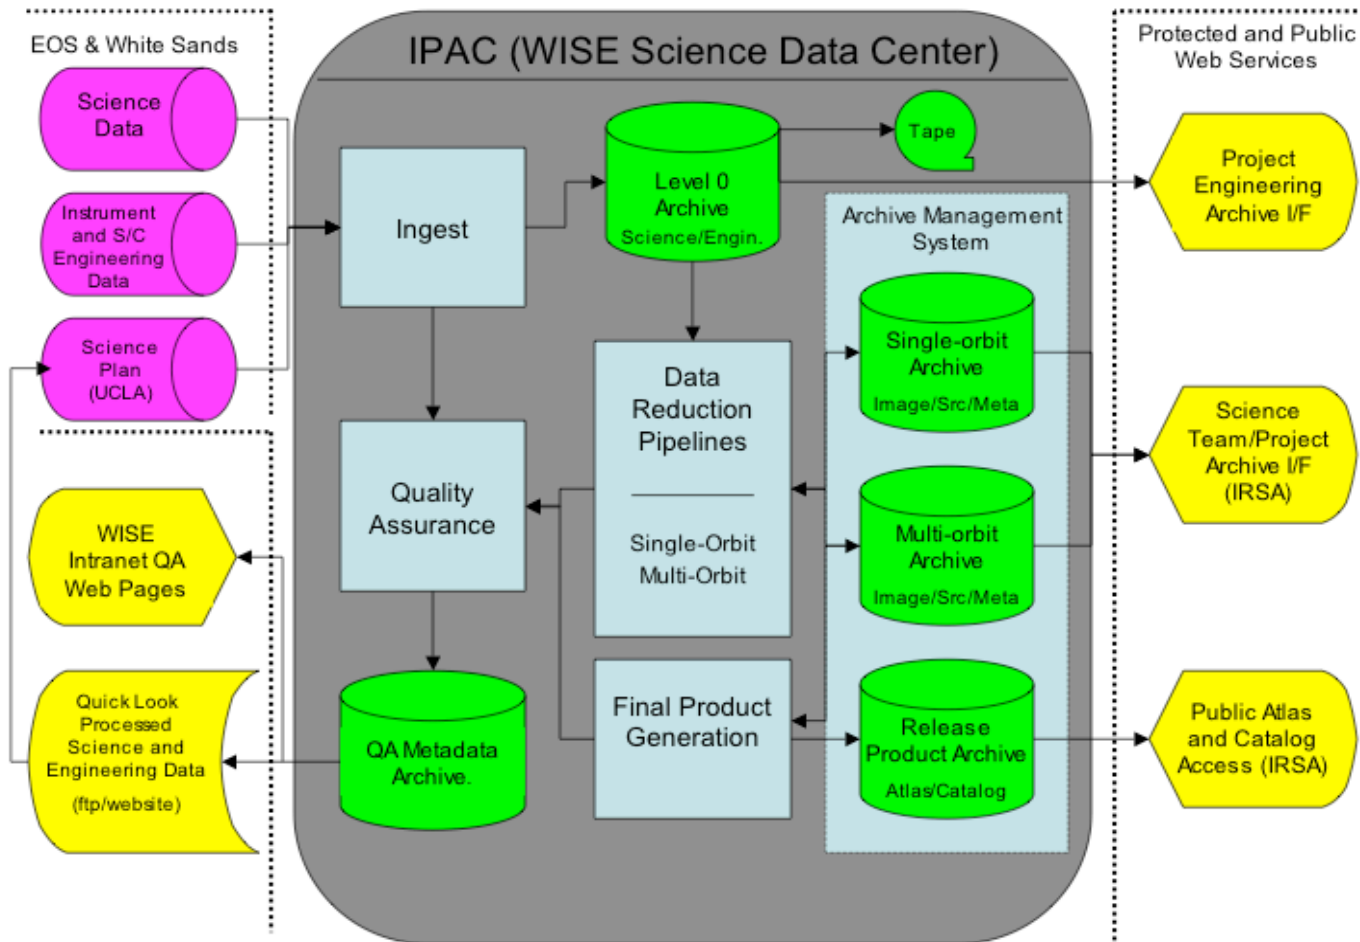 EOS & White Sands
Science
Data
Instrument
and S/C
Engineering
Data
Science
Plan
(UCLA)
WISE
Intranet QA
Web Pages
Quick Look
Processed
Science and
Engineering Data
(ftp/website)
IPAC (WISE Science Data Center)
Ingest
Level 0
Archive
Science/Engin.
Tape
Quality
Assurance
Data
Reduction
Pipelines
Single-Orbit
Multi-Orbit
QA Metadata
Archive.
Final Product
Generation
Archive Management
System
Single-orbit
Archive
Image/Src/Meta
Multi-orbit
Archive
Image/Src/Meta
Release
Product Archive
Atlas/Catalog
Protected and Public
Web Services
Project
Engineering
Archive I/F
Science
Team/Project
Archive I/F
(IRSA)
Public Atlas
and Catalog
Access (IRSA)